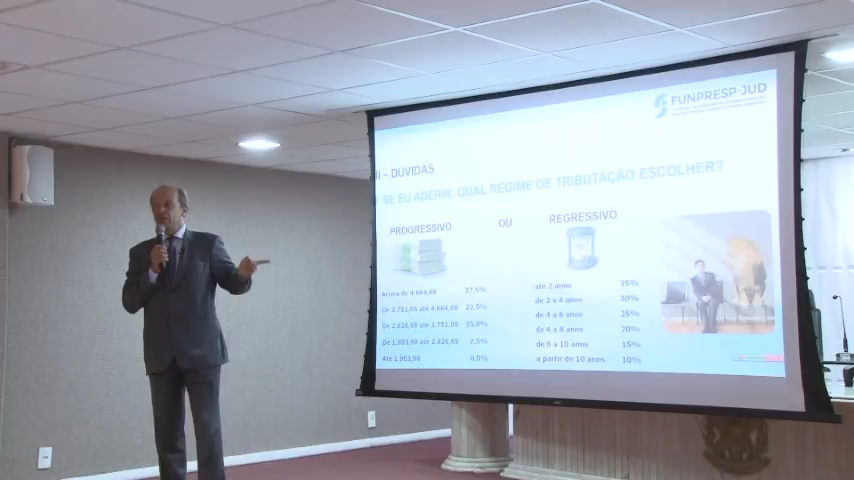 FUNPRESP-JUD
II – DÚVIDAS
SE EU ADERIR, QUAL REGIME DE TRIBUTAÇÃO ESCOLHER?
PROGRESSIVO OU REGRESSIVO
Acima de 4.664,68 27,5%
De 3.751,05 até 4.664,68 22,5%
De 2.826,65 até 3.751,05 15,0%
De 1.903,98 até 2.826,65 7,5%
Até 1.903,98 0,0%
até 2 anos 35%
de 2 a 4 anos 30%
de 4 a 6 anos 25%
de 6 a 8 anos 20%
de 8 a 10 anos 15%
a partir de 10 anos 10%